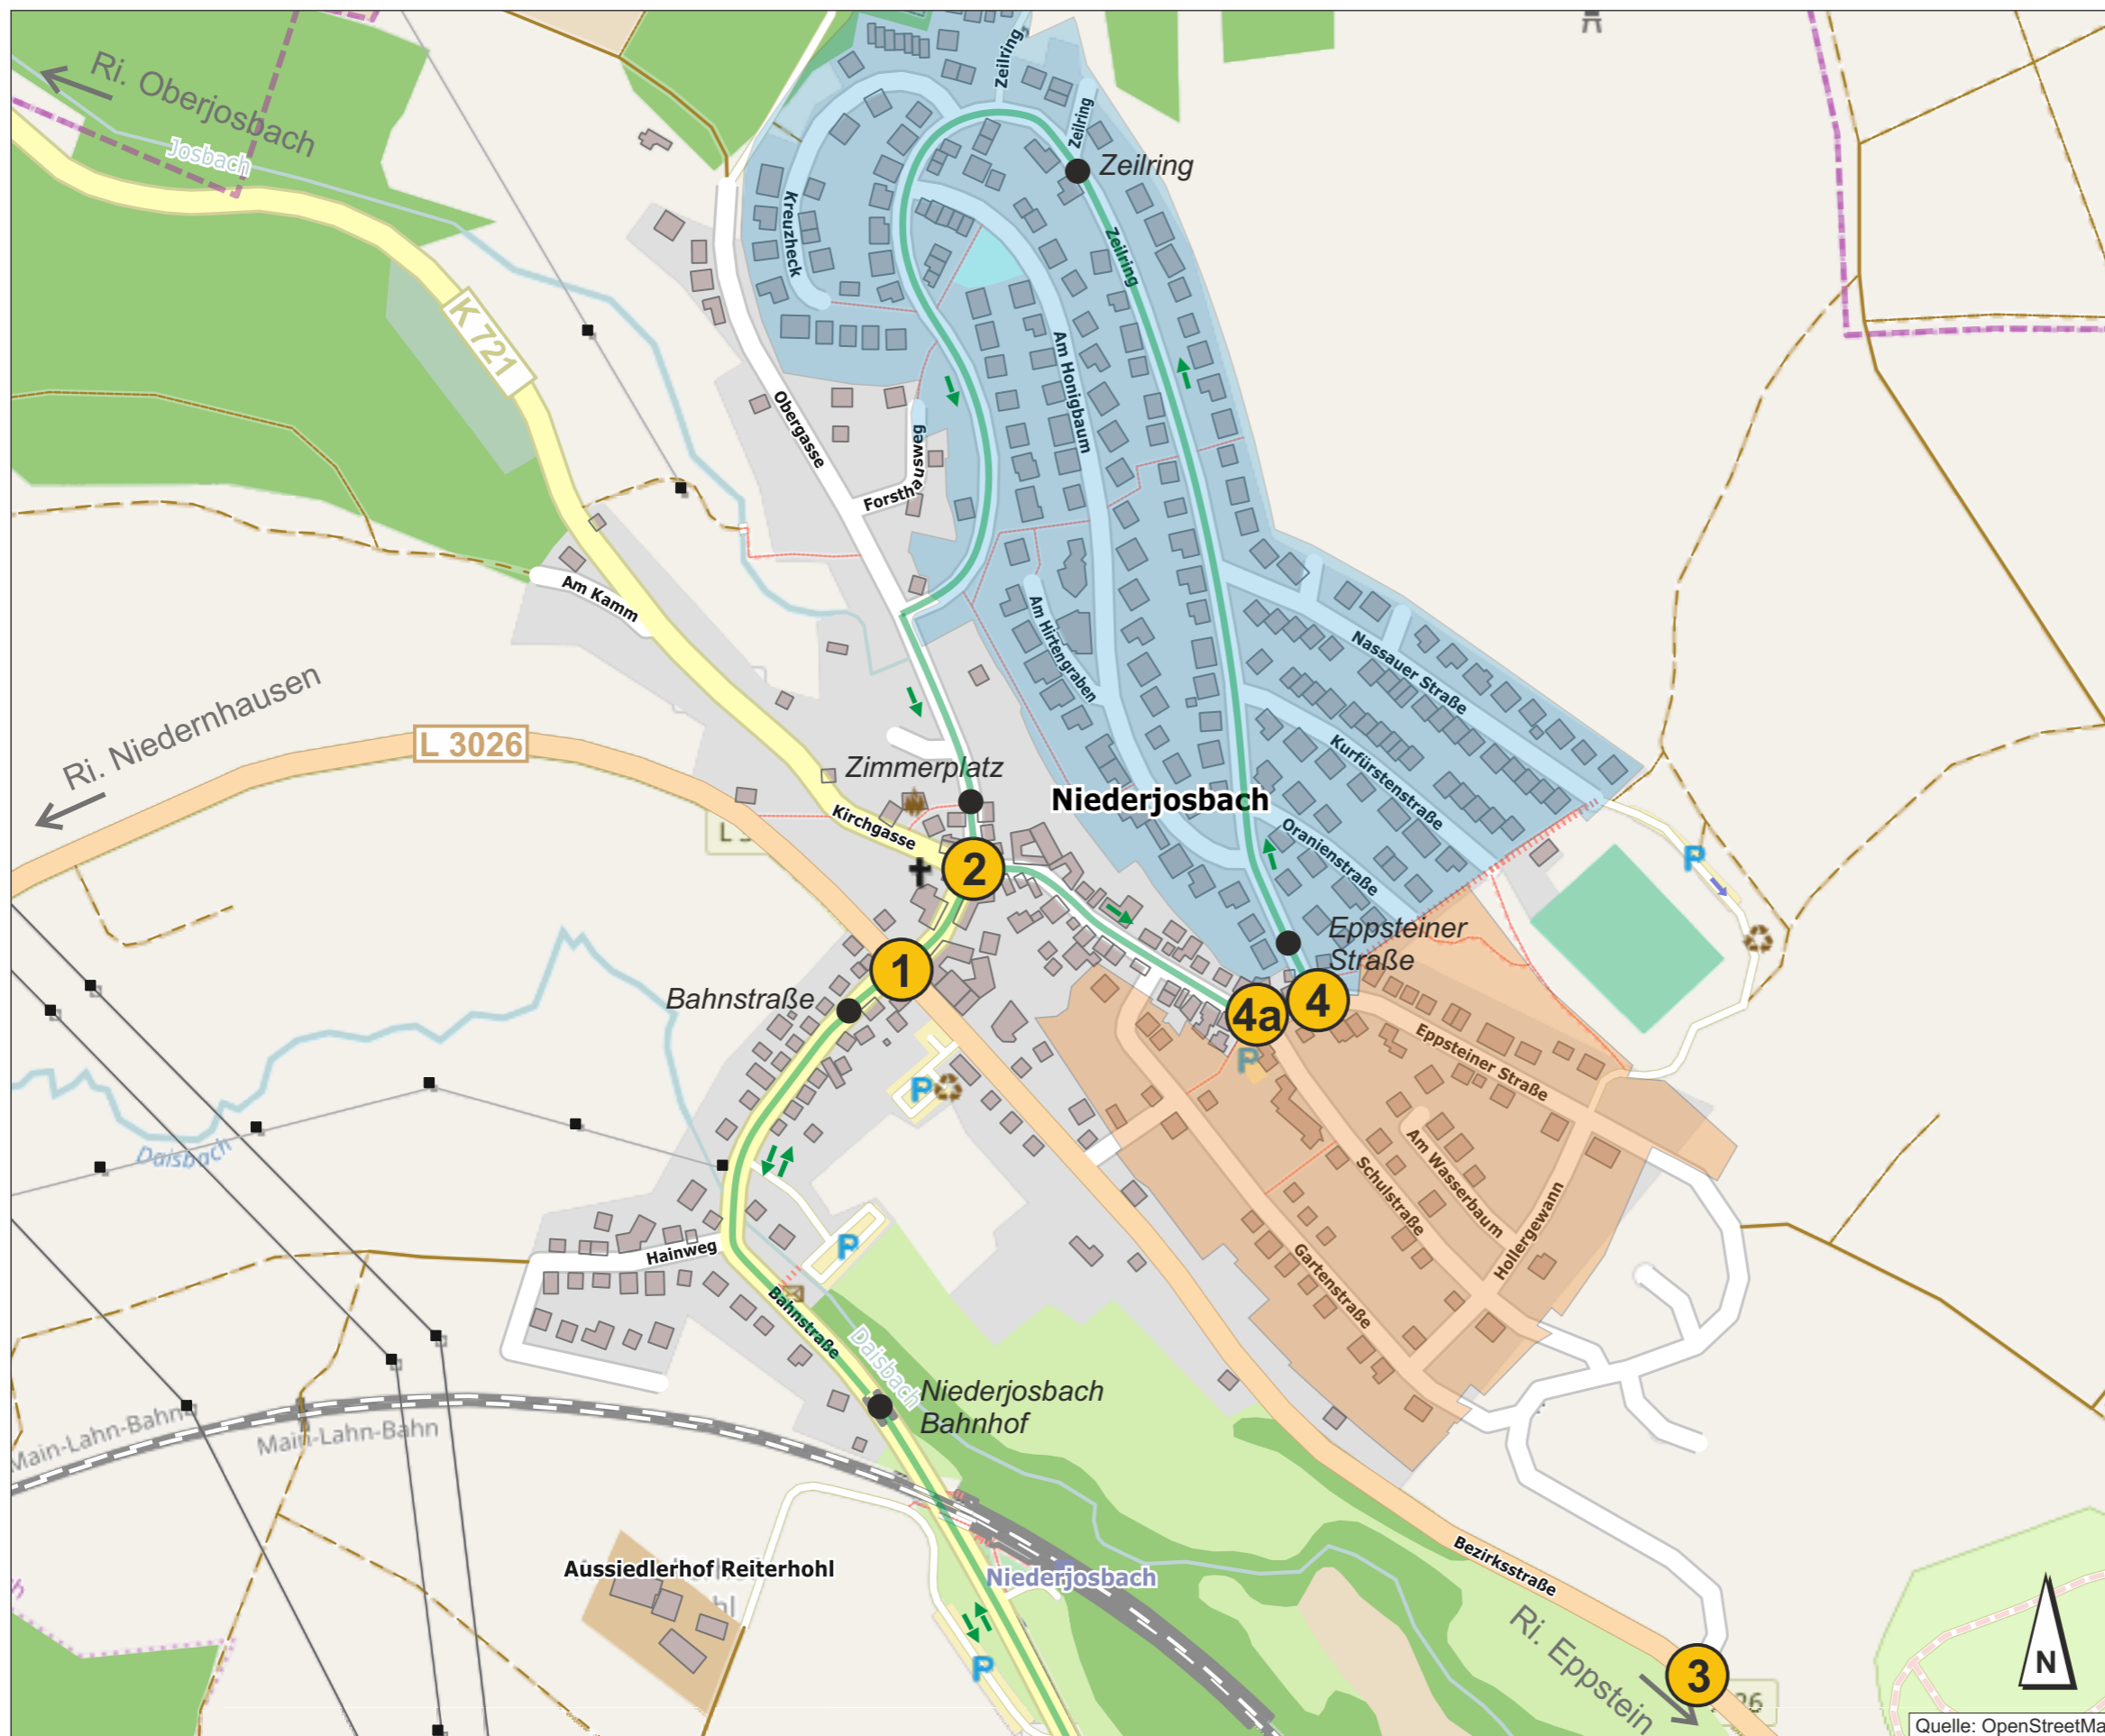 Ri. Oberjosbach
Josbach
Zeilring
Zeilring
Zeilring
Kreuzheck
Zeilring
K 721
Am Honigbaum
Obergasse
Forsthausweg
Am Kamm
Am Hirtengraben
Nassauer Straße
Ri. Niedernhausen
L 3026
Kurfürstenstraße
Zimmerplatz
Niederjosbach
Kirchgasse
L 3
Oranienstraße
P
2
Eppsteiner
Straße
1
4
4a
Bahnstraße
P
Eppsteiner Straße
P
Daisbach
Am Wasserbaum
Schulstraße
Hollergewann
Hainweg
P
Gartenstraße
Bahnstraße
Daisbach
Niederjosbach
Bahnhof
Main-Lahn-Bahn
Main-Lahn-Bahn
Aussiedlerhof Reiterhohl
hl
Niederjosbach
Bezirksstraße
Ri. Eppstein
P
3
26
N
Quelle: OpenStreetMa